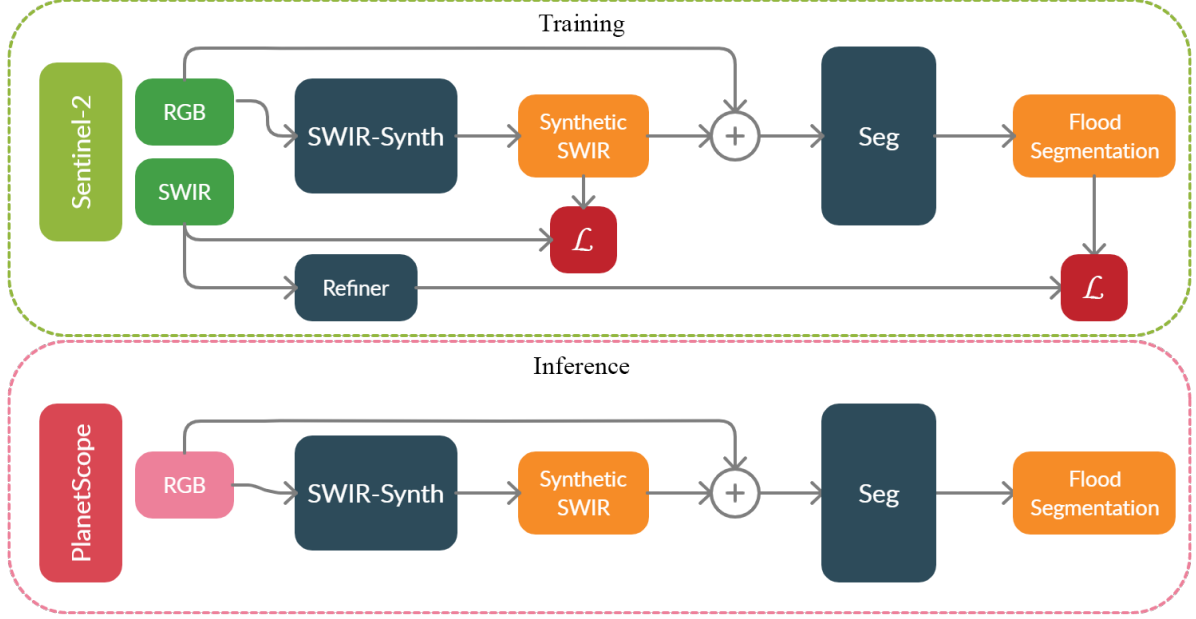 Training
Sentinel-2
RGB
SWIR
SWIR-Synth
Synthetic
SWIR
+
Seg
Flood
Segmentation
ℒ
Refiner
ℒ
Inference
PlanetScope
RGB
SWIR-Synth
Synthetic
SWIR
+
Seg
Flood
Segmentation